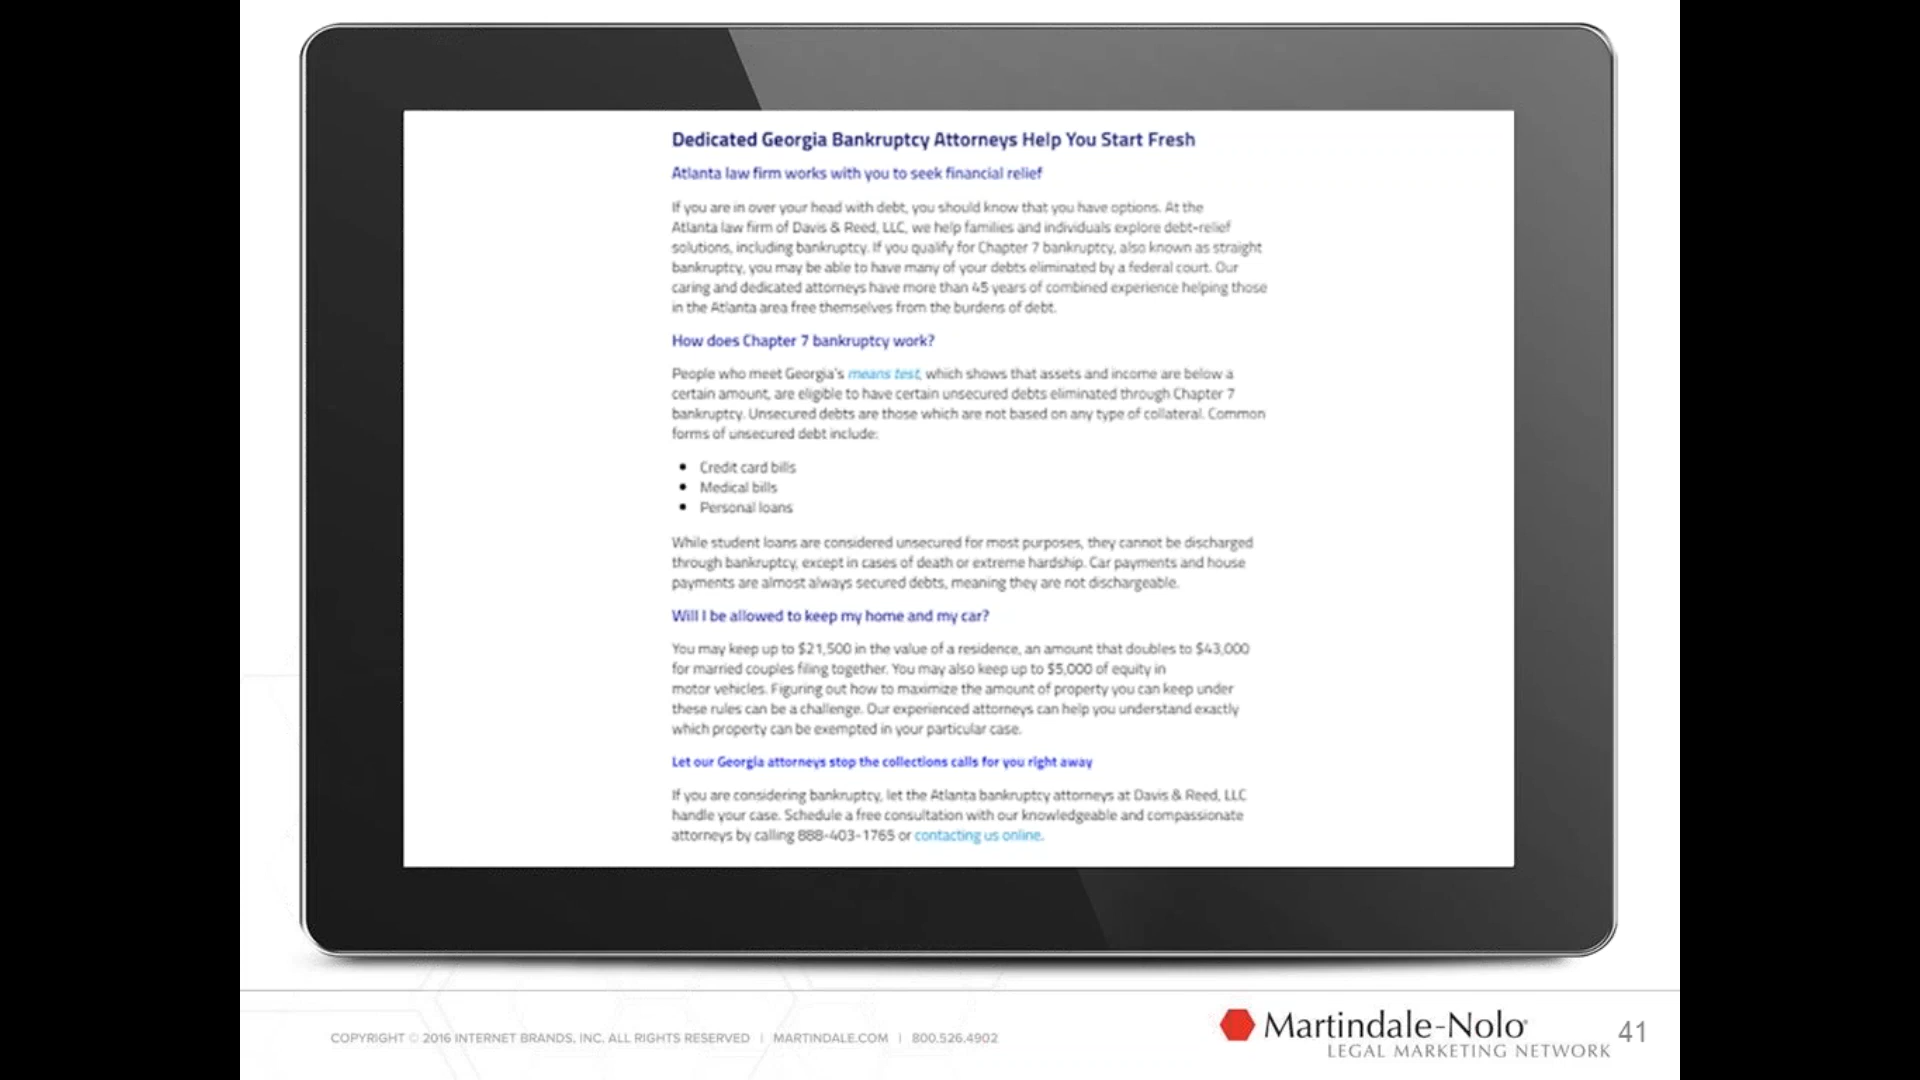 Dedicated Georgia Bankruptcy Attorneys Help You Start Fresh
Atlanta law firm works with you to seek financial relief
If you are in over your head with debt, you should know that you have options. At the
Atlanta law firm of Davis & Reed, LLC, we help families and individuals explore debt-relief
solutions, including bankruptcy. If you qualify for Chapter 7 bankruptcy, also known as straight
bankruptcy, you may be able to have many of your debts eliminated by a federal court. Our
caring and dedicated attorneys have more than 45 years of combined experience helping those
in the Atlanta area free themselves from the burdens of debt.
How does Chapter 7 bankruptcy work?
People who meet Georgia's means test, which shows that assets and income are below a
certain amount, are eligible to have certain unsecured debts eliminated through Chapter 7
bankruptcy. Unsecured debts are those which are not based on any type of collateral. Common
forms of unsecured debt include:
• Credit card bills
• Medical bills
• Personal loans
While student loans are considered unsecured for most purposes, they cannot be discharged
through bankruptcy, except in cases of death or extreme hardship. Car payments and house
payments are almost always secured debts, meaning they are not dischargeable.
Will I be allowed to keep my home and my car?
You may keep up to $21,500 in the value of a residence, an amount that doubles to $43,000
for married couples filing together. You may also keep up to $5,000 of equity in
motor vehicles. Figuring out how to maximize the amount of property you can keep under
these rules can be a challenge. Our experienced attorneys can help you understand exactly
which property can be exempted in your particular case.
Let our Georgia attorneys stop the collections calls for you right away
If you are considering bankruptcy, let the Atlanta bankruptcy attorneys at Davis & Reed, LLC
handle your case. Schedule a free consultation with our knowledgeable and compassionate
attorneys by calling 888-403-1765 or contacting us online.
COPYRIGHT © 2016 INTERNET BRANDS, INC. ALL RIGHTS RESERVED | MARTINDALE.COM | 800.526.4902
Martindale-Nolo®
LEGAL MARKETING NETWORK
41